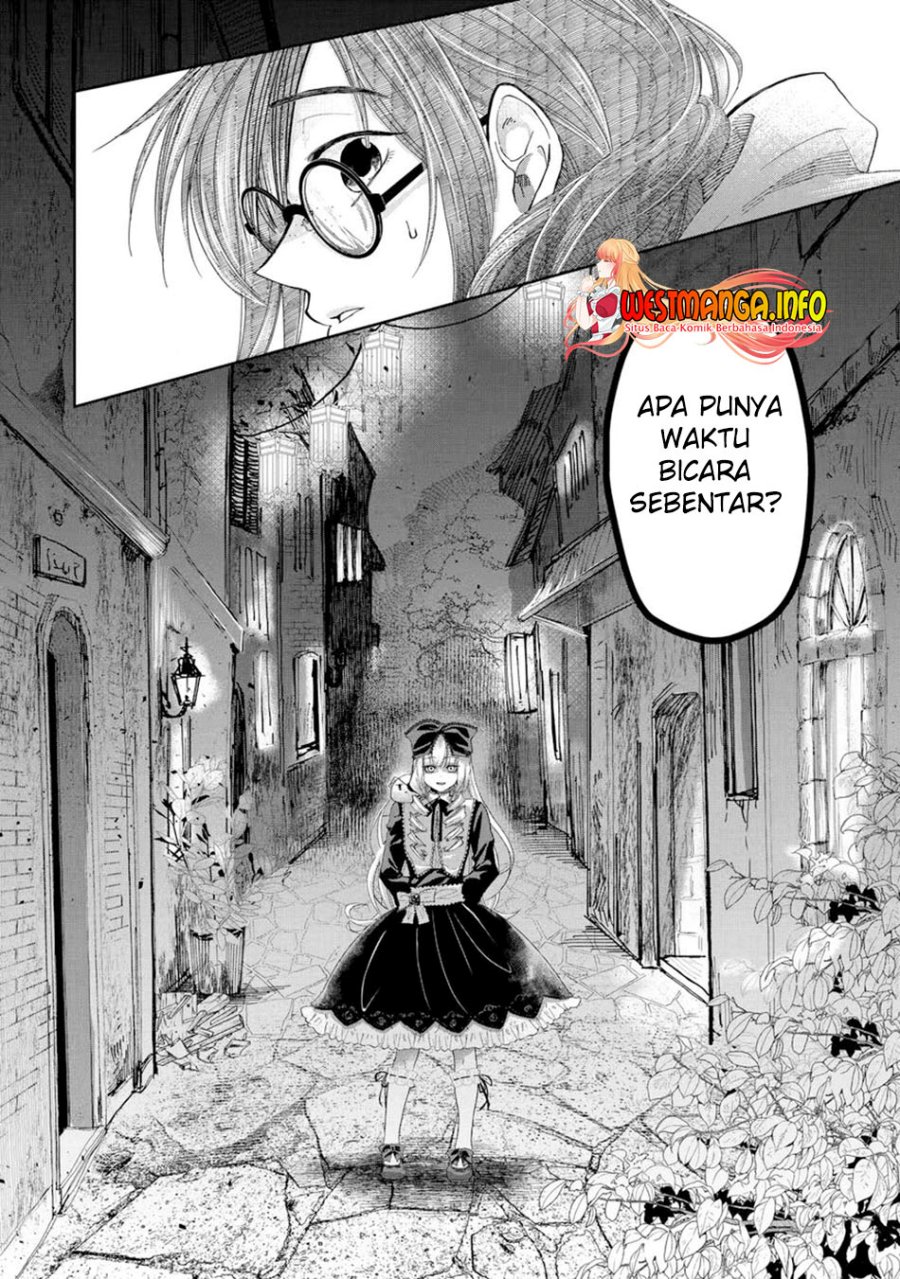 WESTMANGA.INFO
Situs Baca Komik Berbahasa Indonesia
APA PUNYA
WAKTU
BICARA
SEBENTAR?